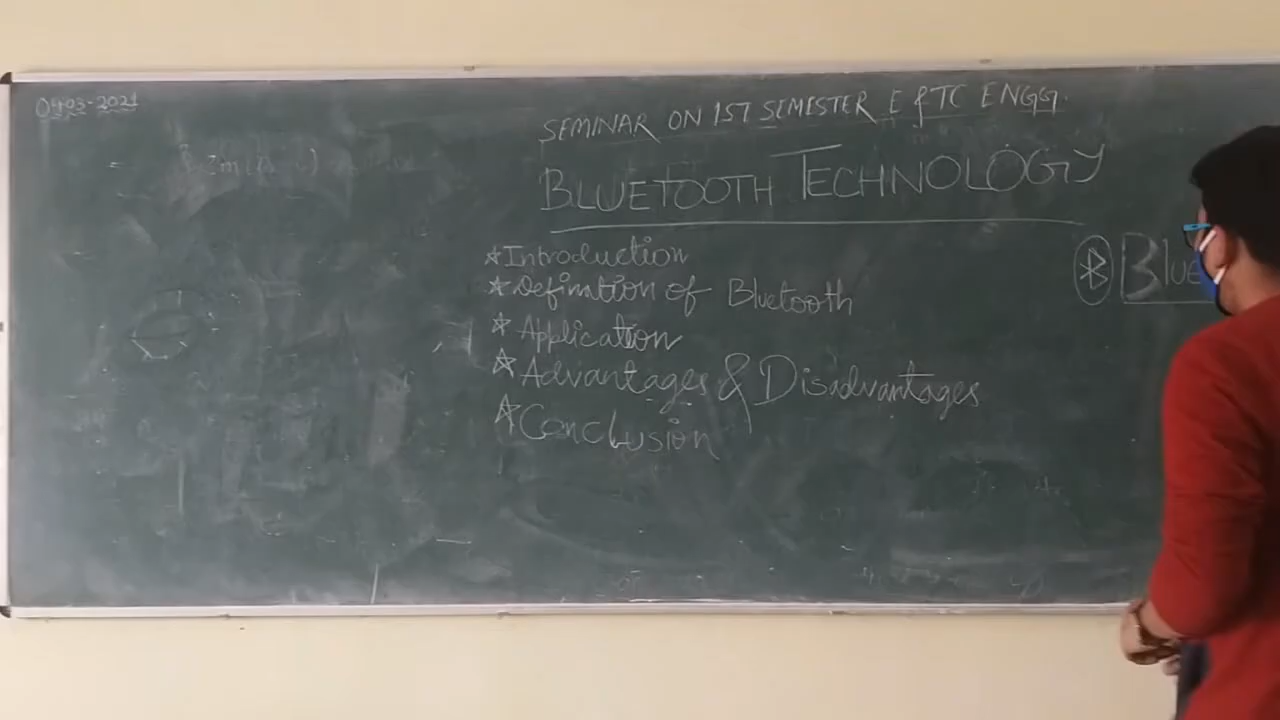 04-03-2021
SEMINAR ON 1ST SEMESTER E & TC ENGG.
BLUETOOTH TECHNOLOGY
☆Introduction
☆Defination of Bluetooth
☆Application
☆Advantages & Disadvantages
☆Conclusion
Blue